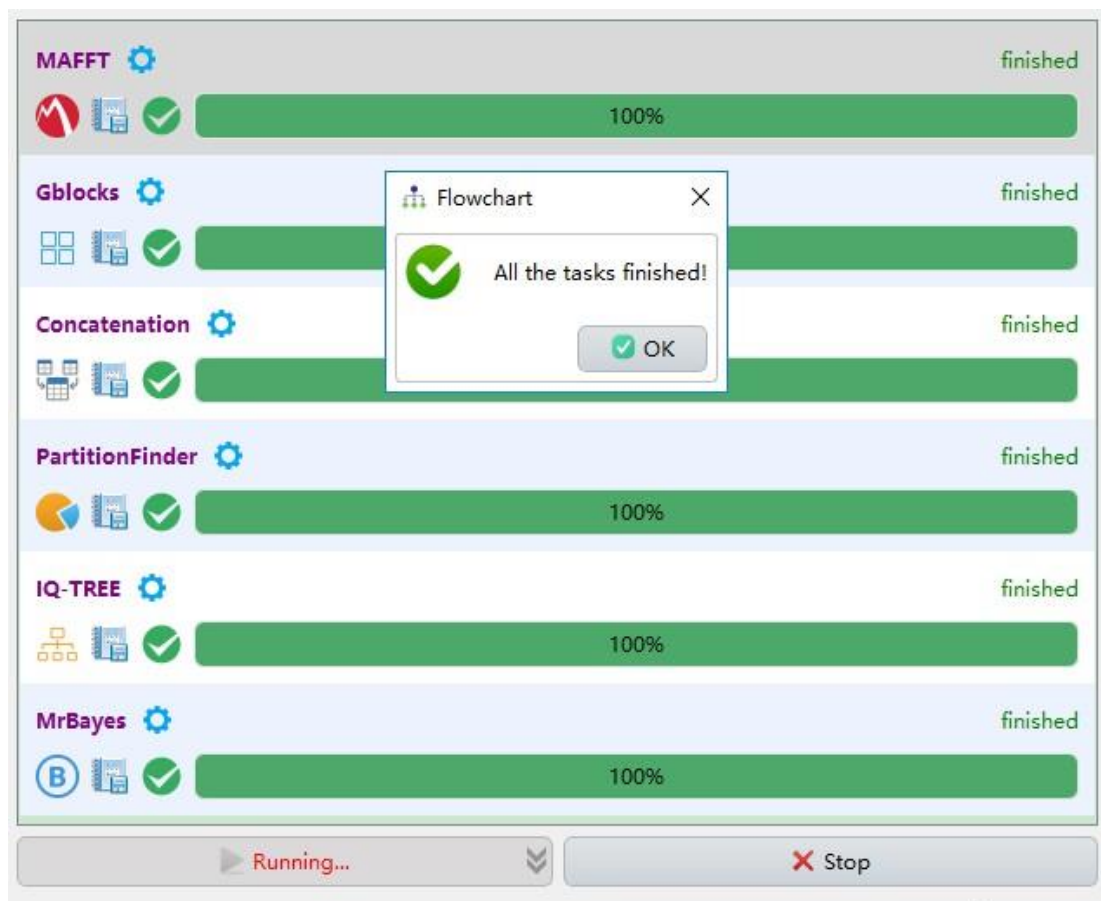 MAFFT finished
100%
Gblocks finished
Flowchart
All the tasks finished!
OK
Concatenation finished
PartitionFinder finished
100%
IQ-TREE finished
100%
MrBayes finished
B 100%
Running... Stop